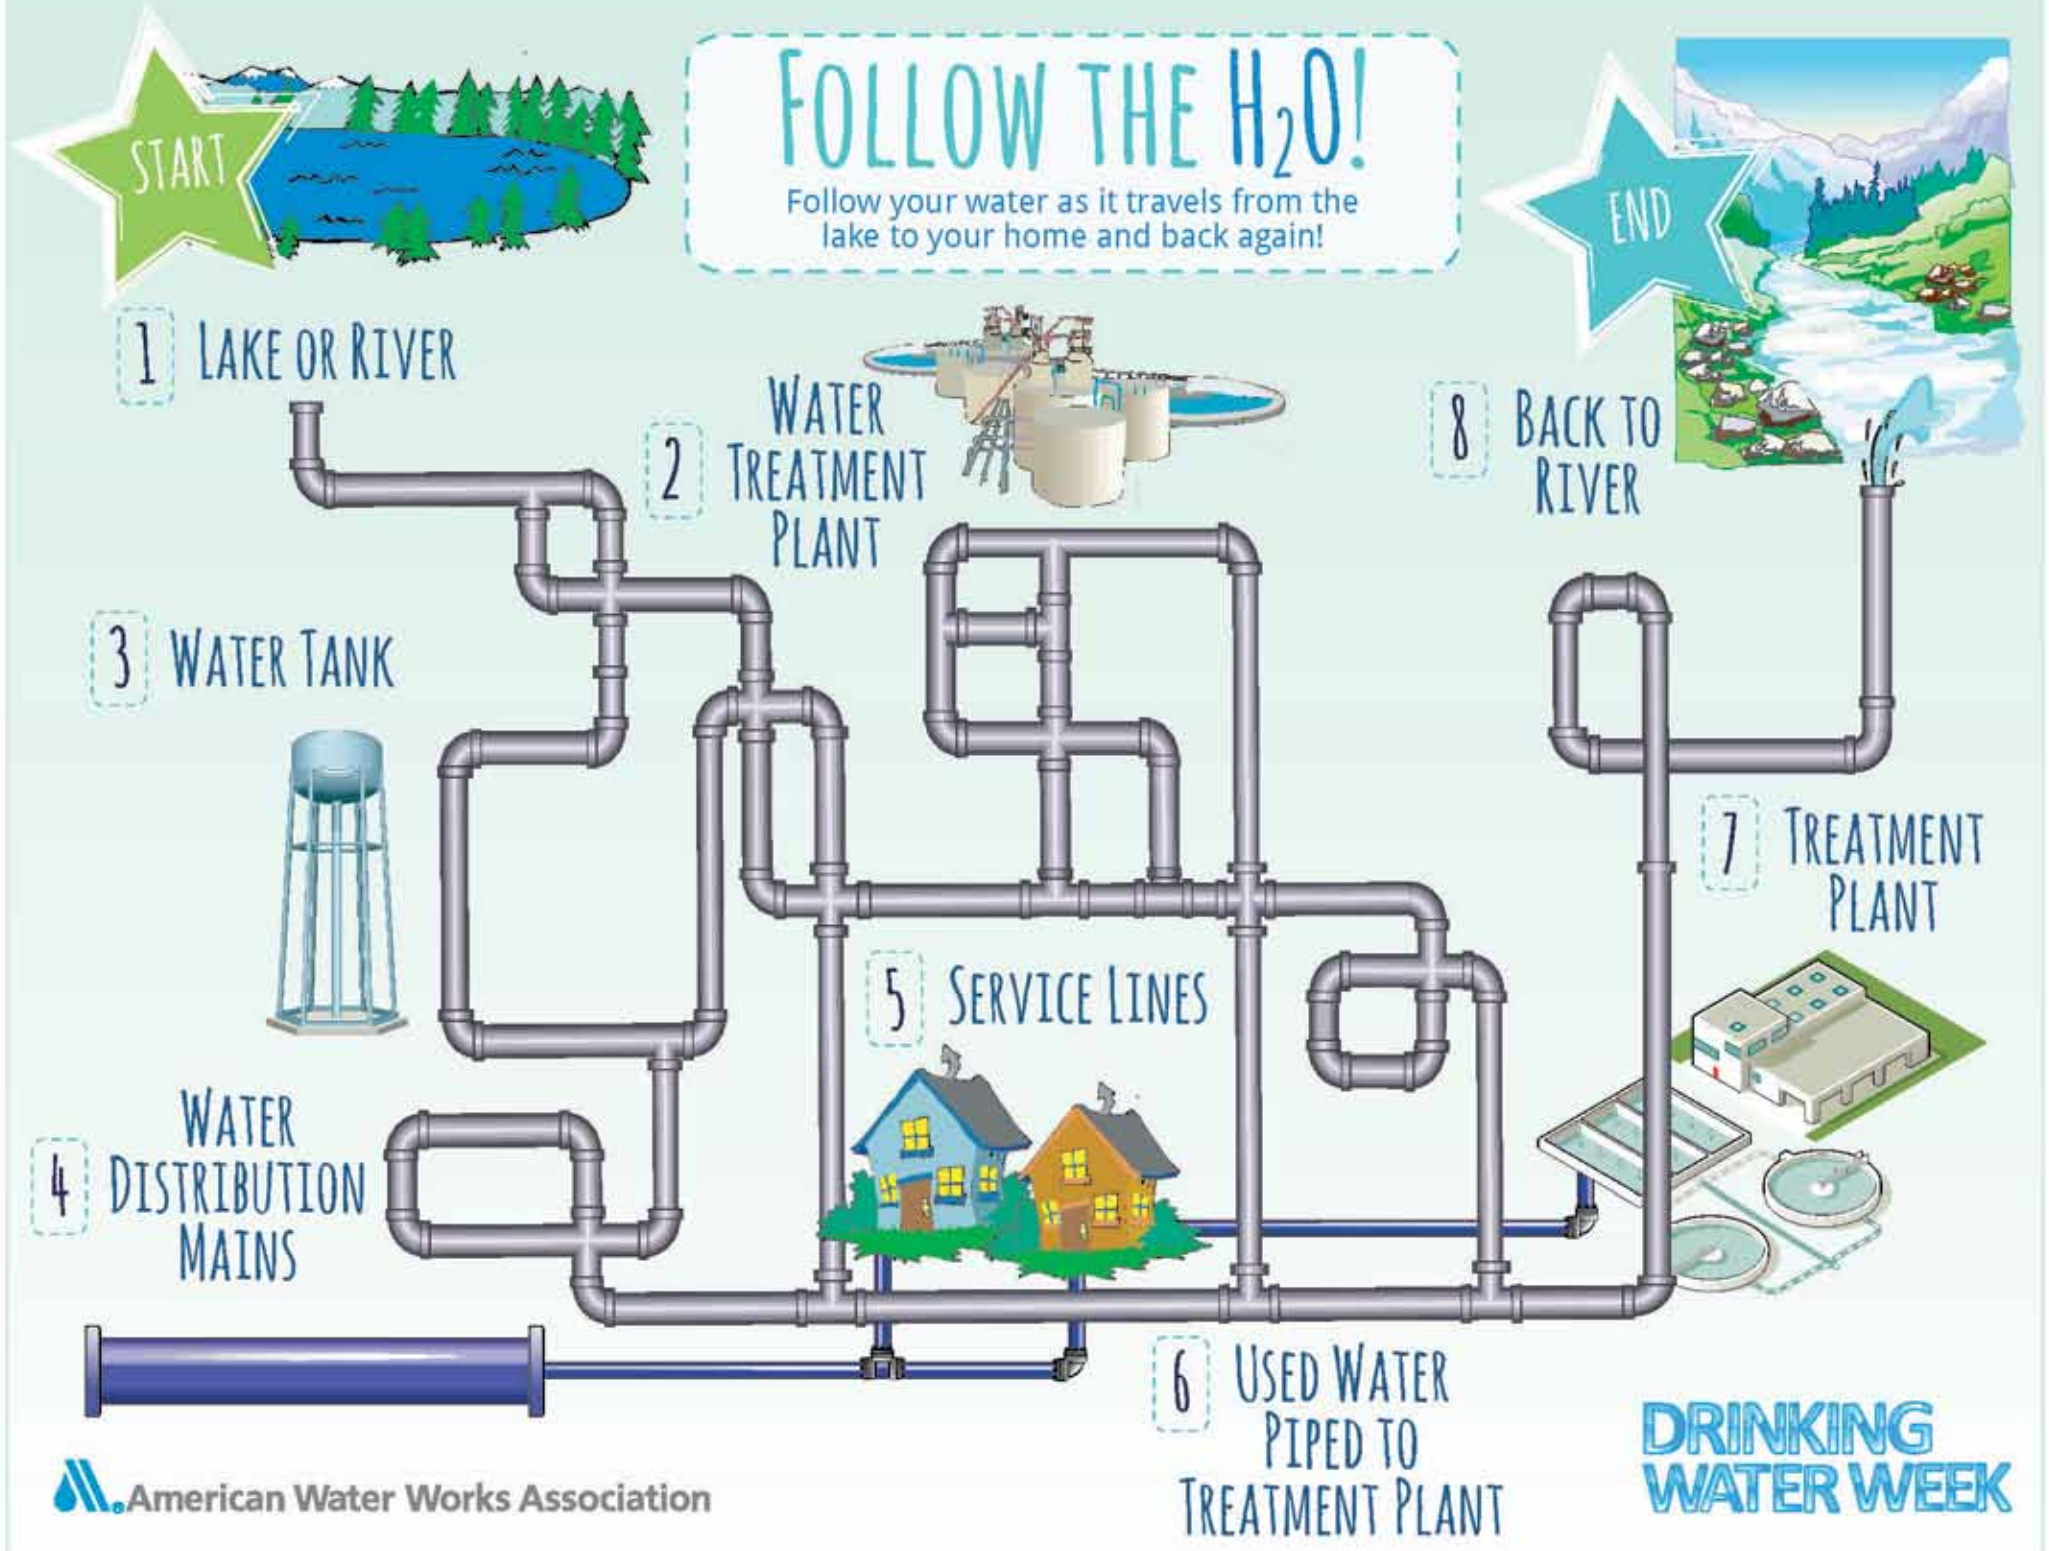 START
FOLLOW THE H₂O!
Follow your water as it travels from the
lake to your home and back again!
END
1 LAKE OR RIVER
2 WATER
TREATMENT
PLANT
8 BACK TO
RIVER
3 WATER TANK
7 TREATMENT
PLANT
5 SERVICE LINES
4 WATER
DISTRIBUTION
MAINS
6 USED WATER
PIPED TO
TREATMENT PLANT
American Water Works Association
DRINKING
WATER WEEK